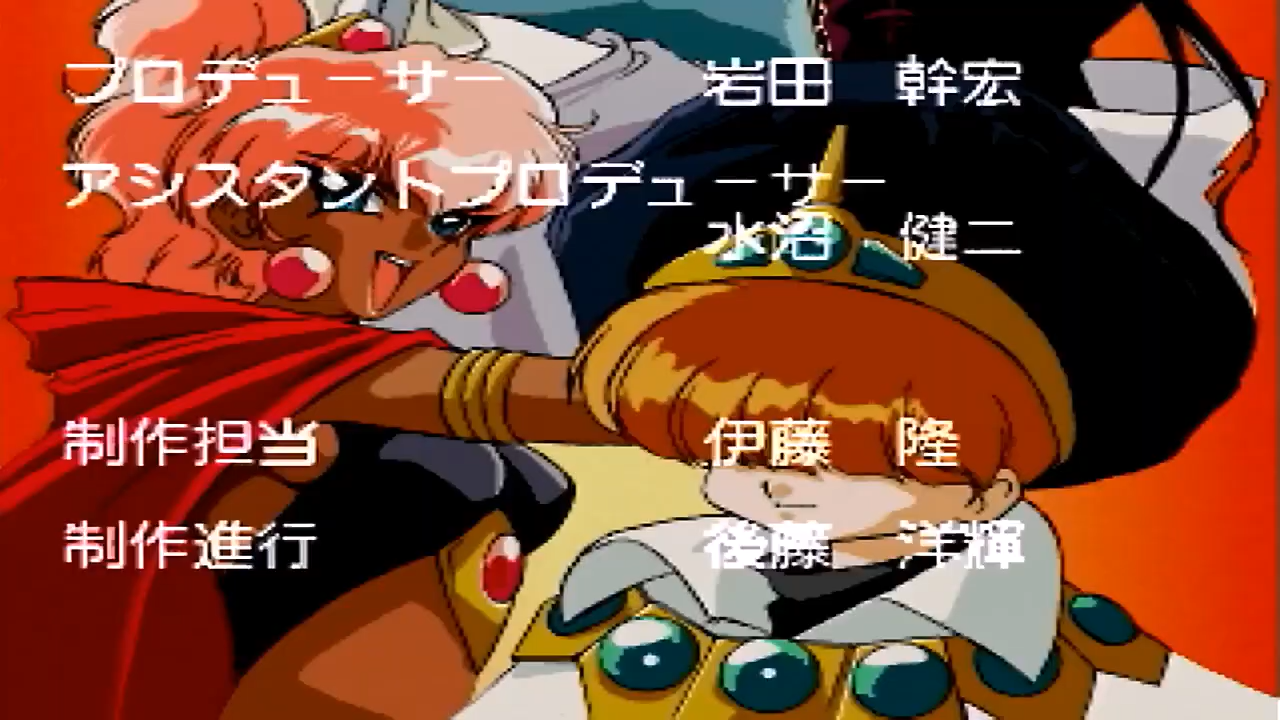 プロデューサー　岩田　幹宏
アシスタントプロデューサー
水沼　健二
制作担当　伊藤　隆
制作進行　後藤　洋輝